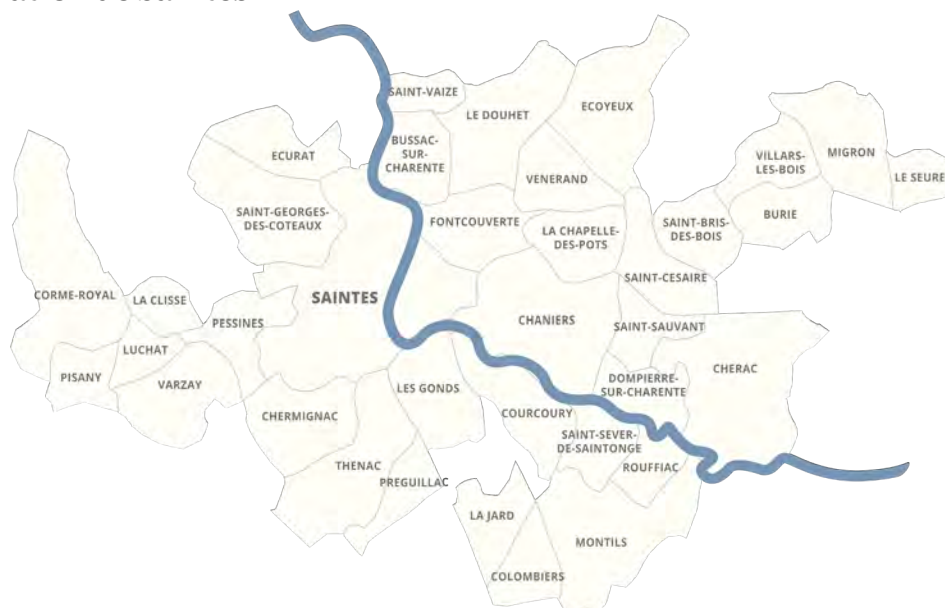 SAINT-VAIZE
LE DOUHET
ECOYEUX
BUSSAC-
SUR-
CHARENTE
ECURAT
VENERAND
VILLARS-
LES-BOIS
MIGRON
LE SEURE
SAINT-GEORGES-
DES-COTEAUX
FONTCOUVERTE
LA CHAPELLE-
DES-POTS
SAINT-BRIS-
DES-BOIS
BURIE
CORME-ROYAL
LA CLISSE
SAINTES
SAINT-CESAIRE
PESSINES
CHANIERS
SAINT-SAUVANT
LUCHAT
PISANY
VARZAY
LES GONDS
DOMPIERRE-
SUR-CHARENTE
CHERAC
CHERMIGNAC
COURCOURY
SAINT-SEVER-
DE-SAINTONGE
THENAC
PREGUILLAC
ROUFFIAC
LA JARD
MONTILS
COLOMBIERS